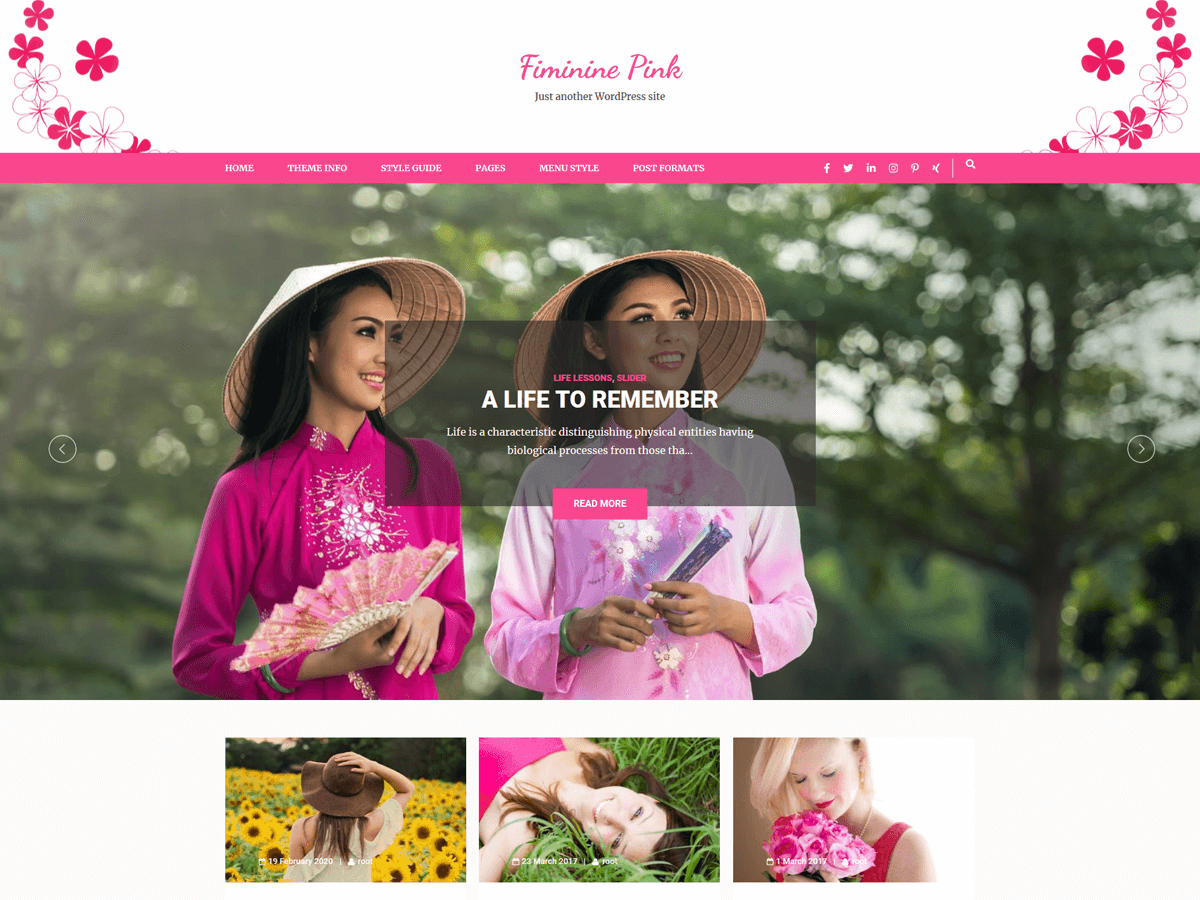 Fiminine Pink
Just another WordPress site
HOME THEME INFO STYLE GUIDE PAGES MENU STYLE POST FORMATS
LIFE LESSONS, SLIDER
A LIFE TO REMEMBER
Life is a characteristic distinguishing physical entities having
biological processes from those tha...
READ MORE
19 February 2020 | root
23 March 2017 | root
1 March 2017 | root